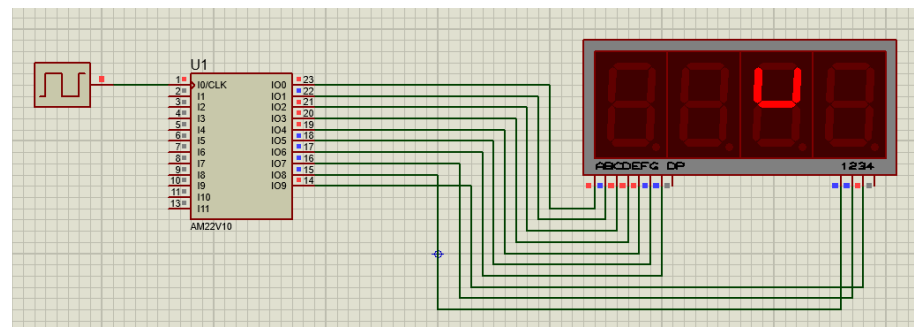 U1
1 I0/CLK IO0 23
2 I1 IO1 22
3 I2 IO2 21
4 I3 IO3 20
5 I4 IO4 19
6 I5 IO5 18
7 I6 IO6 17
8 I7 IO7 16
9 I8 IO8 15
10 I9 IO9 14
11 I10
13 I11
AM22V10
ABCDEFG DP 1234